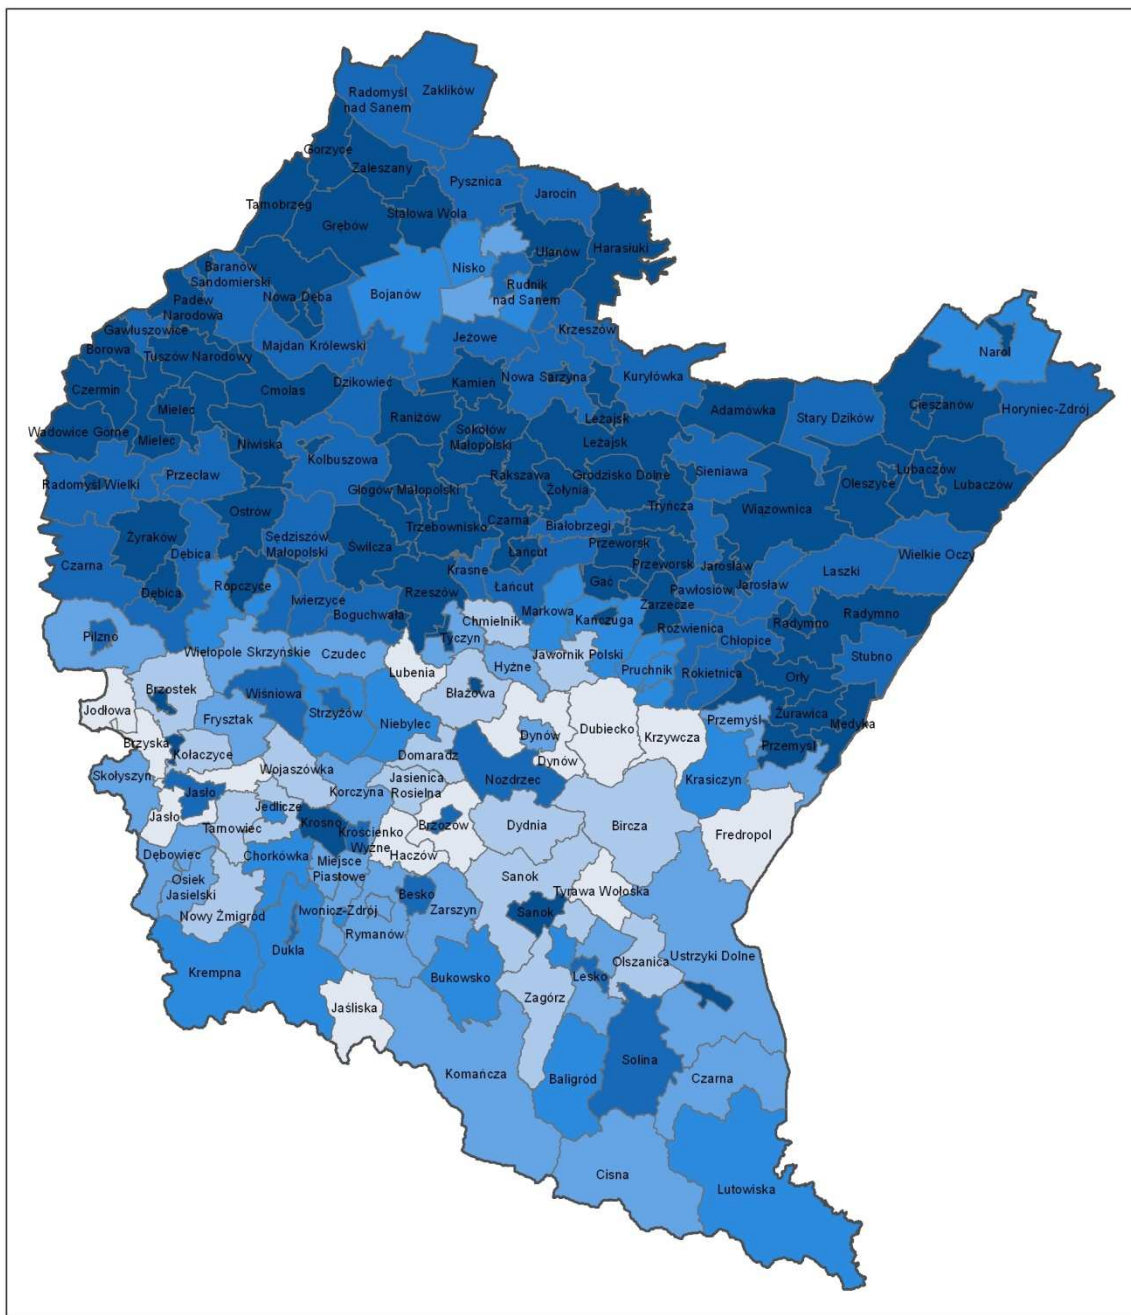 Radomyśl
nad Sanem
Zaklików
Gorzyce
Zaleszany
Pysznica
Jarocin
Tarnobrzeg
Stalowa Wola
Grębów
Ulanów
Harasiuki
Baranów
Sandomierski
Nisko
Nowa Dęba
Bojanów
Rudnik
nad Sanem
Padew
Narodowa
Gawłuszowice
Krzeszów
Borowa
Tuszów Narodowy
Majdan Królewski
Jeżowe
Narol
Czermin
Cmolas
Dzikowiec
Kamień
Nowa Sarzyna
Kuryłówka
Mielec
Raniżów
Leżajsk
Adamówka
Stary Dzików
Cieszanów
Horyniec-Zdrój
Wadowice Górne
Mielec
Niwiska
Sokołów
Małopolski
Leżajsk
Kolbuszowa
Przecław
Radomyśl Wielki
Rakszawa
Grodzisko Dolne
Sieniawa
Lubaczów
Oleszyce
Lubaczów
Głogów Małopolski
Żołynia
Ostrów
Tryńcza
Wiązownica
Trzebownisko
Czarna
Białobrzegi
Żyraków
Sędziszów
Małopolski
Świlcza
Dębica
Przeworsk
Wielkie Oczy
Łańcut
Czarna
Krasne
Przeworsk
Jarosław
Laszki
Ropczyce
Łańcut
Gać
Pawłosiów
Jarosław
Dębica
Rzeszów
Iwierzyce
Zarzecze
Markowa
Kańczuga
Boguchwała
Chmielnik
Radymno
Radymno
Roźwienica
Pilzno
Tyczyn
Chłopice
Stubno
Wielopole Skrzyńskie
Czudec
Jawornik Polski
Hyżne
Pruchnik
Rokietnica
Lubenia
Orły
Brzostek
Wiśniowa
Błażowa
Jodłowa
Strzyżów
Niebylec
Żurawica
Medyka
Frysztak
Dubiecko
Krzywcza
Przemyśl
Dynów
Brzyska
Przemyśl
Kołaczyce
Domaradz
Dynów
Skołyszyn
Wojaszówka
Jasienica
Rosielna
Nozdrzec
Krasiczyn
Jasło
Korczyna
Jasło
Jedlicze
Krosno
Brzozów
Dydnia
Bircza
Fredropol
Tarnowiec
Krościenko
Wyżne
Haczów
Dębowiec
Chorkówka
Miejsce
Piastowe
Sanok
Osiek
Jasielski
Besko
Tyrawa Wołoska
Nowy Żmigród
Iwonicz-Zdrój
Zarszyn
Sanok
Rymanów
Dukla
Ustrzyki Dolne
Olszanica
Krempna
Bukowsko
Lesko
Zagórz
Jaśliska
Solina
Komańcza
Baligród
Czarna
Cisna
Lutowiska